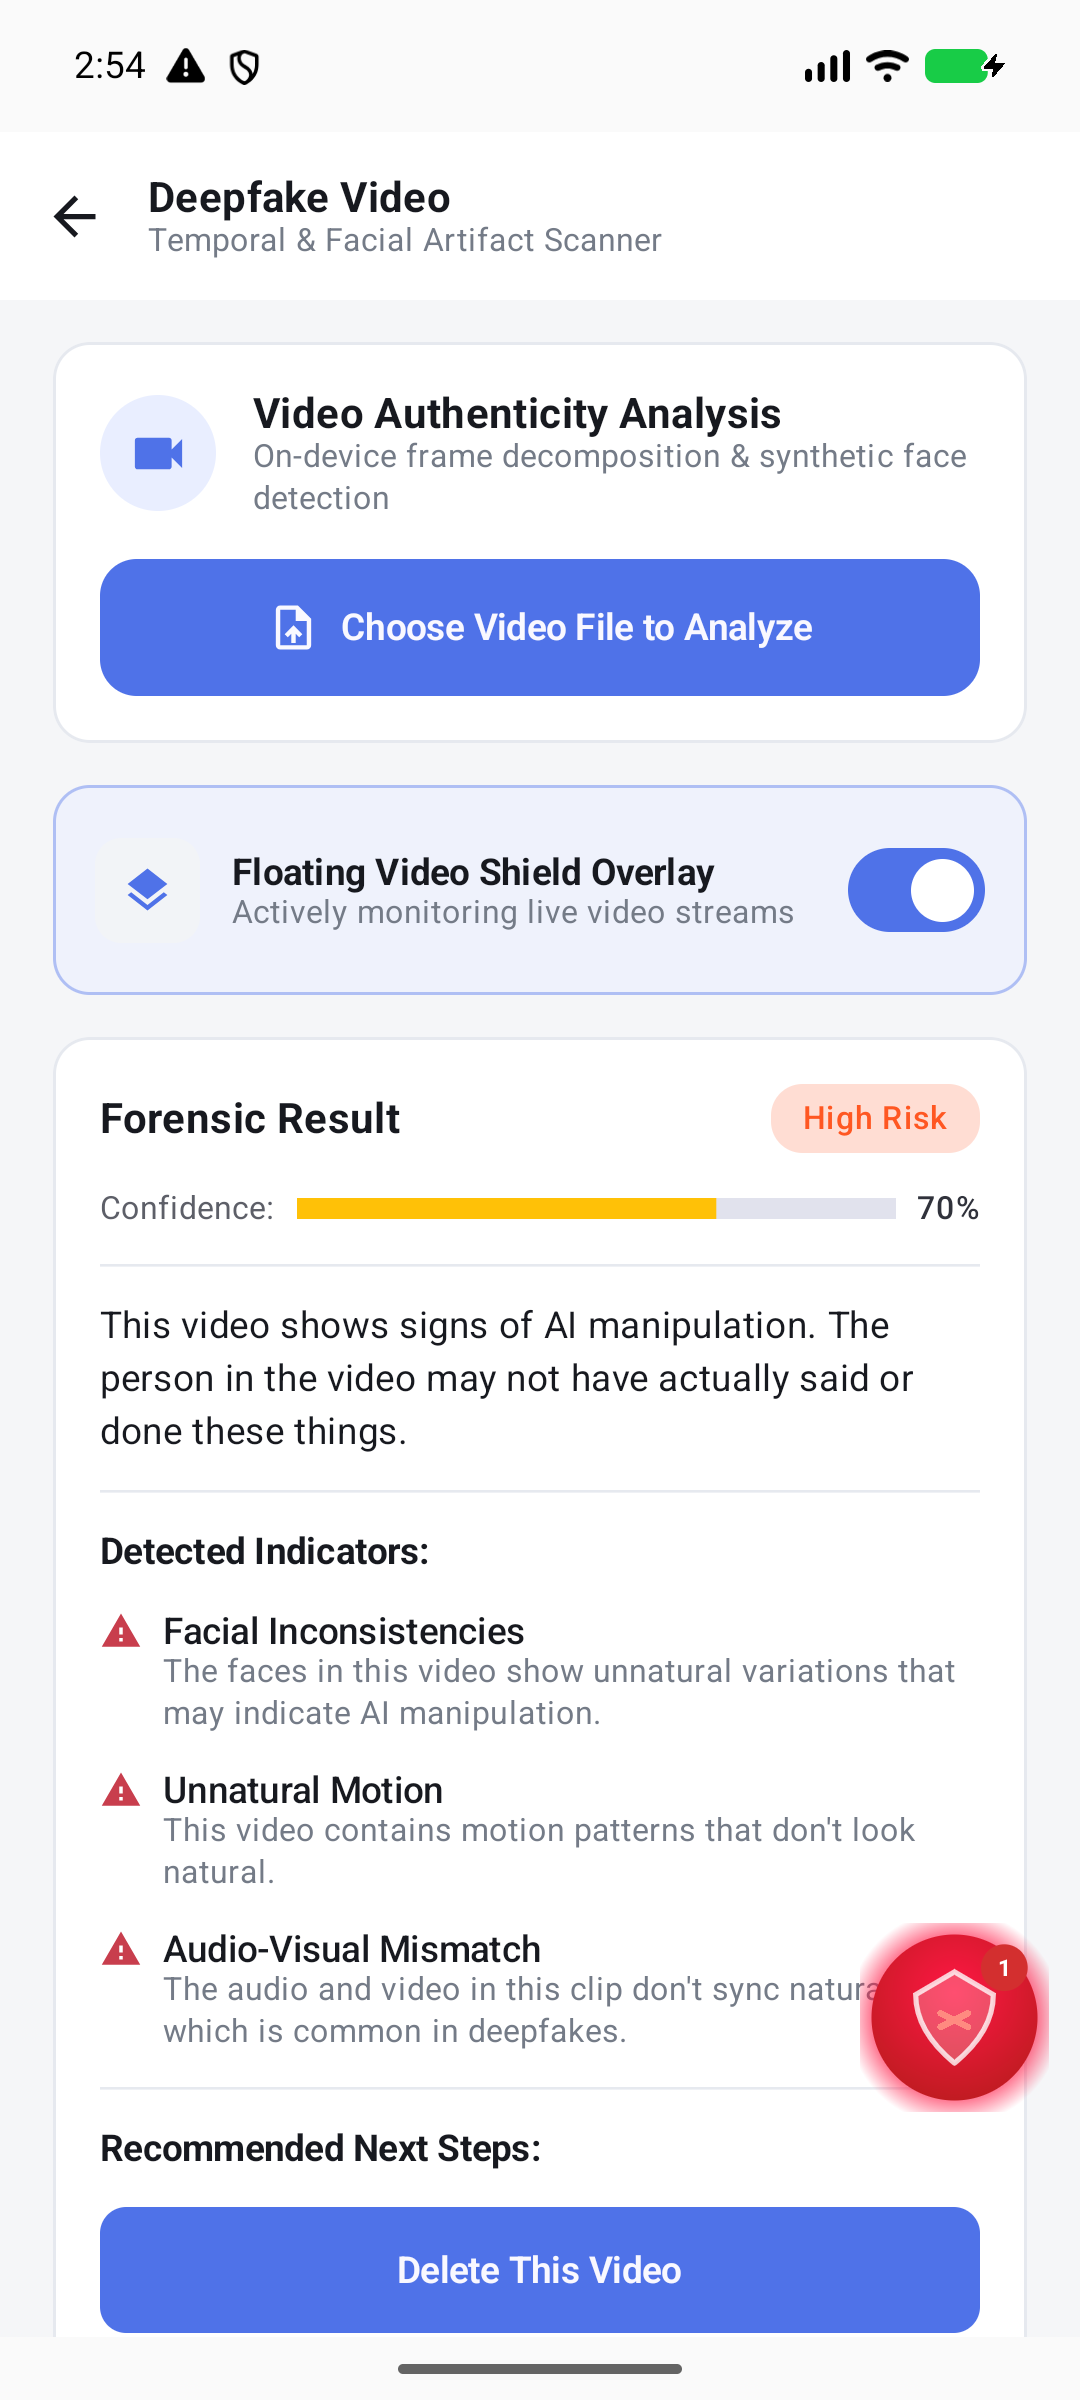 2:54
Deepfake Video
Temporal & Facial Artifact Scanner
Video Authenticity Analysis
On-device frame decomposition & synthetic face
detection
Choose Video File to Analyze
Floating Video Shield Overlay
Actively monitoring live video streams
Forensic Result
High Risk
Confidence:
70%
This video shows signs of AI manipulation. The
person in the video may not have actually said or
done these things.
Detected Indicators:
Facial Inconsistencies
The faces in this video show unnatural variations that
may indicate AI manipulation.
Unnatural Motion
This video contains motion patterns that don't look
natural.
Audio-Visual Mismatch
The audio and video in this clip don't sync
which is common in deepfakes.
1
Recommended Next Steps:
Delete This Video